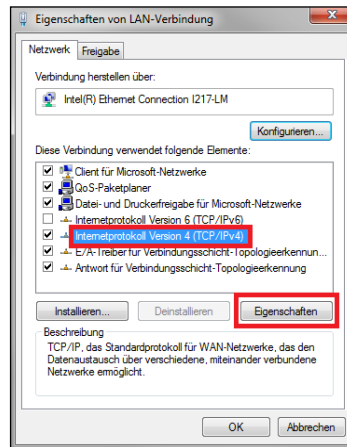 Eigenschaften von LAN-Verbindung
Netzwerk Freigabe
Verbindung herstellen über:
Intel(R) Ethernet Connection I217-LM
Konfigurieren...
Diese Verbindung verwendet folgende Elemente:
Client für Microsoft-Netzwerke
QoS-Paketplaner
Datei- und Druckerfreigabe für Microsoft-Netzwerke
Internetprotokoll Version 6 (TCP/IPv6)
Internetprotokoll Version 4 (TCP/IPv4)
E/A-Treiber für Verbindungsschicht-Topologieerkennun...
Antwort für Verbindungsschicht-Topologieerkennung
Installieren... Deinstallieren Eigenschaften
Beschreibung
TCP/IP, das Standardprotokoll für WAN-Netzwerke, das den
Datenaustausch über verschiedene, miteinander verbundene
Netzwerke ermöglicht.
OK Abbrechen